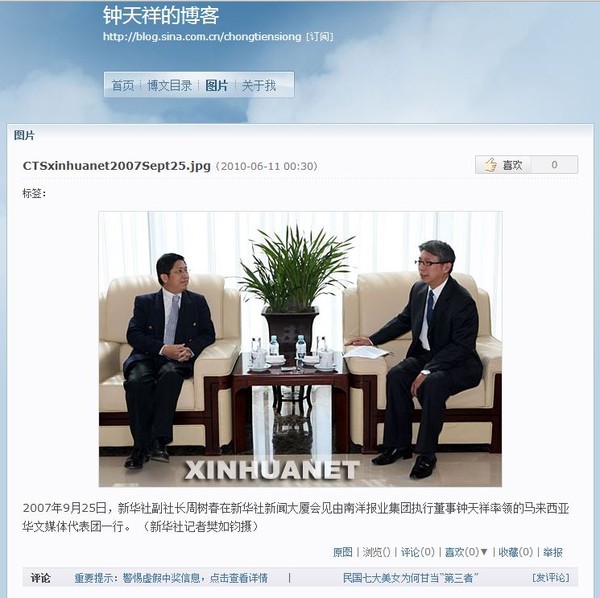 钟天祥的博客
http://blog.sina.com.cn/chongtiensiong [订阅]
首页 | 博文目录 | 图片 | 关于我
图片
CTSxinhuanet2007Sept25.jpg (2010-06-11 00:30)
喜欢 0
标签:
XINHUANET
2007年9月25日，新华社副社长周树春在新华社新闻大厦会见由南洋报业集团执行董事钟天祥率领的马来西亚
华文媒体代表团一行。（新华社记者樊如钧摄）
原图 | 浏览() | 评论(0) | 喜欢(0)▼ | 收藏(0) | 举报
评论 重要提示：警惕虚假中奖信息，点击查看详情 | 民国七大美女为何甘当"第三者" [发评论]